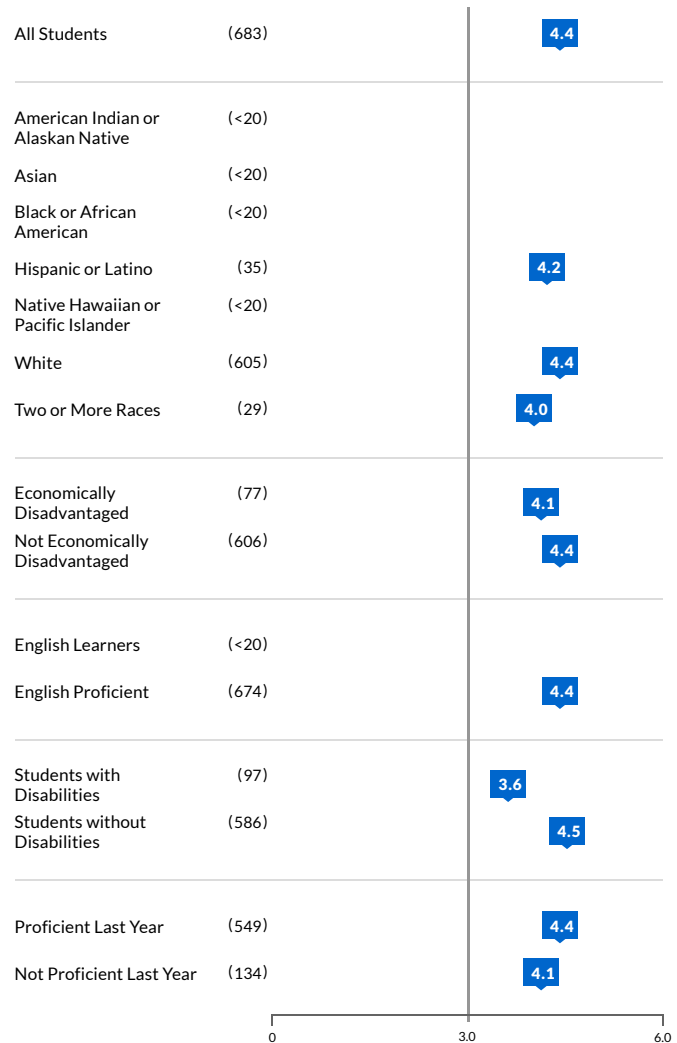 All Students (683) 4.4
American Indian or (<20)
Alaskan Native
Asian (<20)
Black or African (<20)
American
Hispanic or Latino (35) 4.2
Native Hawaiian or (<20)
Pacific Islander
White (605) 4.4
Two or More Races (29) 4.0
Economically (77) 4.1
Disadvantaged
Not Economically (606) 4.4
Disadvantaged
English Learners (<20)
English Proficient (674) 4.4
Students with (97) 3.6
Disabilities
Students without (586) 4.5
Disabilities
Proficient Last Year (549) 4.4
Not Proficient Last Year (134) 4.1
0 3.0 6.0